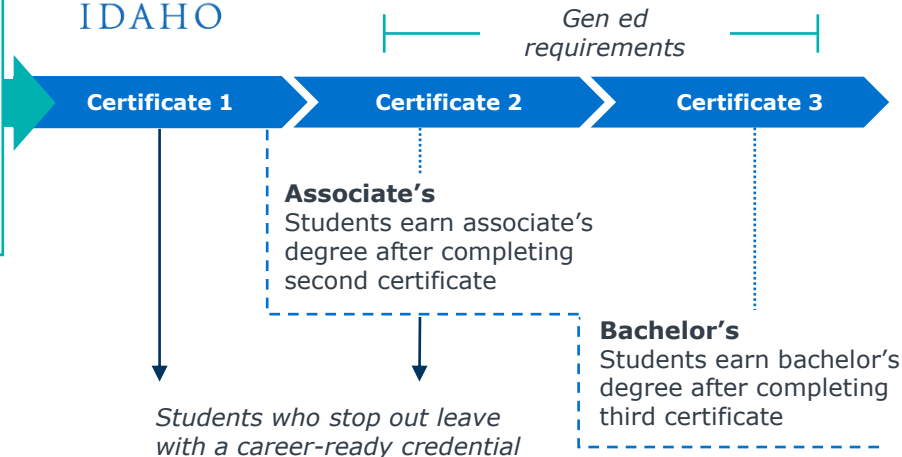 IDAHO
Gen ed
requirements
Certificate 1
Certificate 2
Certificate 3
Associate’s
Students earn associate’s
degree after completing
second certificate
Bachelor’s
Students earn bachelor’s
degree after completing
third certificate
Students who stop out leave
with a career-ready credential